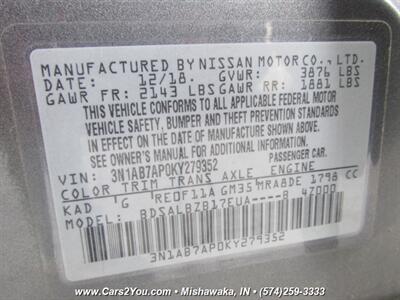 MANUFACTURED BY NISSAN MOTOR CO., LTD.
DATE: 12/18. GVWR: 3876 LBS
GAWR FR: 2143 LBS GAWR RR: 1881 LBS
THIS VEHICLE CONFORMS TO ALL APPLICABLE FEDERAL MOTOR
VEHICLE SAFETY, BUMPER AND THEFT PREVENTION STANDARDS
IN EFFECT ON THE DATE OF MANUFACTURE SHOWN ABOVE.
SEE OWNER'S MANUAL FOR ADDITIONAL INFORMATION.
VIN: 3N1AB7AP0KY279352 PASSENGER CAR.
COLOR TRIM TRANS AXLE ENGINE
KAD G RE0F11A GM35 MRA8DE 1798 CC
MODEL: BDSALBZB17EUA----B 47000
3N1AB7AP0KY279352
www.Cars2You.com • Mishawaka, IN • (574)-259-3333